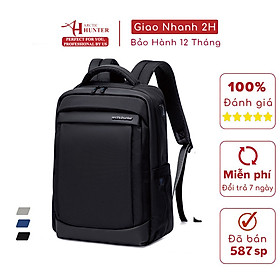 ARCTIC
HUNTER
PERFECT FOR YOU,
PROFESSIONAL BY US
Giao Nhanh 2H
Bảo Hành 12 Tháng
100%
Đánh giá
Miễn phí
Đổi trả 7 ngày
Đã bán
587 sp